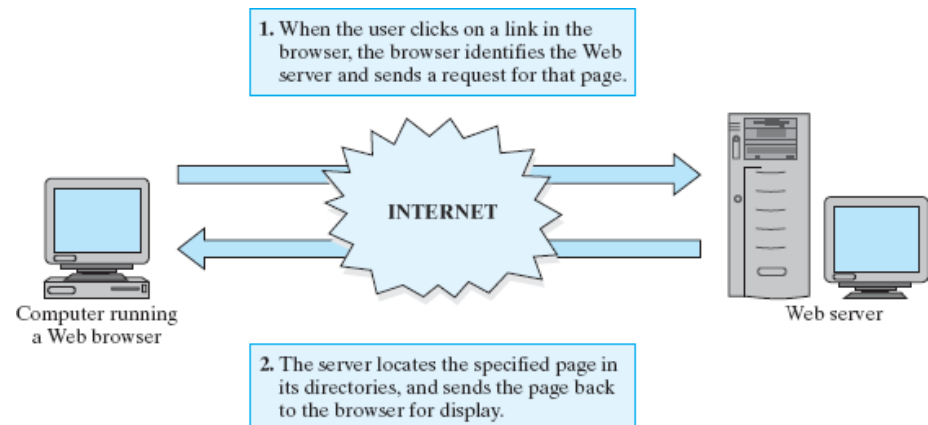 1. When the user clicks on a link in the
browser, the browser identifies the Web
server and sends a request for that page.
INTERNET
Computer running
a Web browser
Web server
2. The server locates the specified page in
its directories, and sends the page back
to the browser for display.